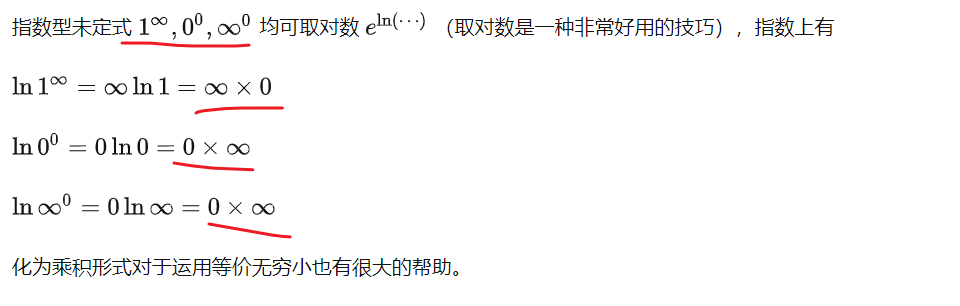 指数型未定式 $1^\infty, 0^0, \infty^0$ 均可取对数 $e^{\ln(\cdots)}$ （取对数是一种非常好用的技巧），指数上有
$\ln 1^\infty = \infty \ln 1 = \infty \times 0$
$\ln 0^0 = 0 \ln 0 = 0 \times \infty$
$\ln \infty^0 = 0 \ln \infty = 0 \times \infty$
化为乘积形式对于运用等价无穷小也有很大的帮助。